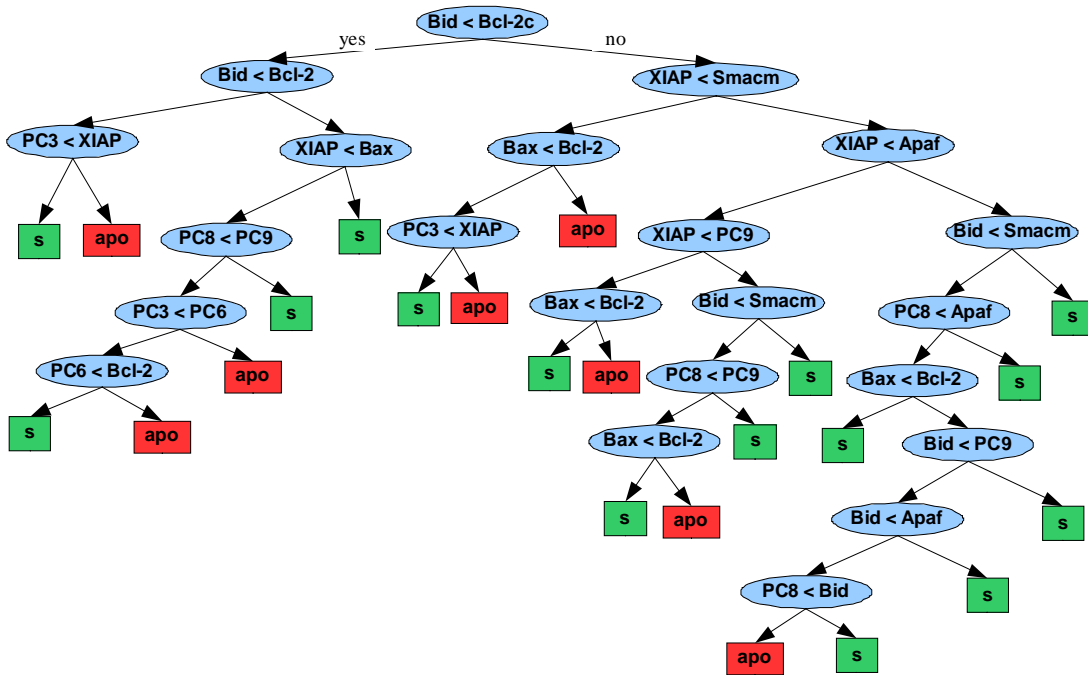 Bid < Bcl-2c
yes
no
Bid < Bcl-2
XIAP < Smacm
PC3 < XIAP
XIAP < Bax
Bax < Bcl-2
XIAP < Apaf
s
apo
PC8 < PC9
s
PC3 < XIAP
apo
XIAP < PC9
Bid < Smacm
PC3 < PC6
s
s
apo
Bax < Bcl-2
Bid < Smacm
PC8 < Apaf
s
PC6 < Bcl-2
apo
s
apo
PC8 < PC9
s
Bax < Bcl-2
s
s
apo
Bax < Bcl-2
s
s
Bid < PC9
s
apo
Bid < Apaf
s
PC8 < Bid
s
apo
s